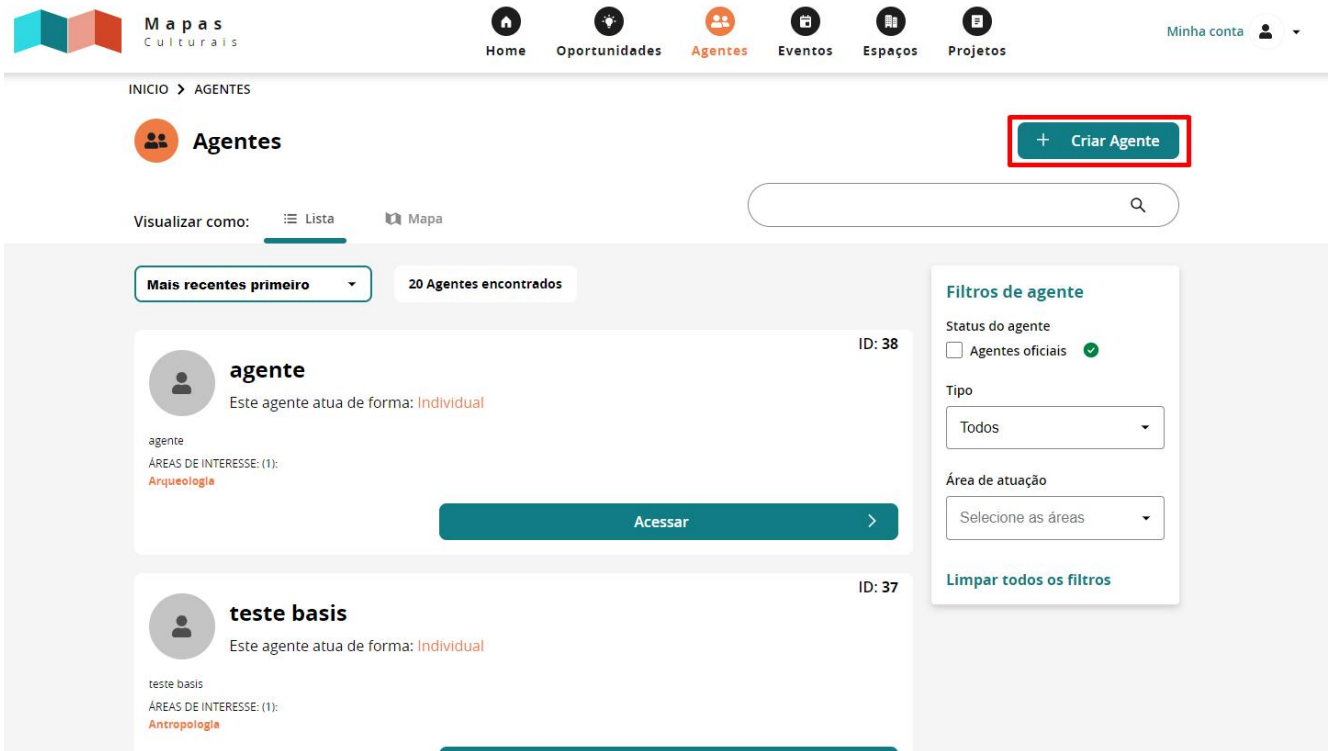 Mapas
Culturais
Home
Oportunidades
Agentes
Eventos
Espaços
Projetos
Minha conta
INICIO > AGENTES
Agentes
+ Criar Agente
Visualizar como:
Lista
Mapa
Mais recentes primeiro
20 Agentes encontrados
ID: 38
agente
Este agente atua de forma: Individual
agente
ÁREAS DE INTERESSE: (1):
Arqueologia
Acessar
ID: 37
teste basis
Este agente atua de forma: Individual
teste basis
ÁREAS DE INTERESSE: (1):
Antropologia
Filtros de agente
Status do agente
Agentes oficiais
Tipo
Todos
Área de atuação
Selecione as áreas
Limpar todos os filtros